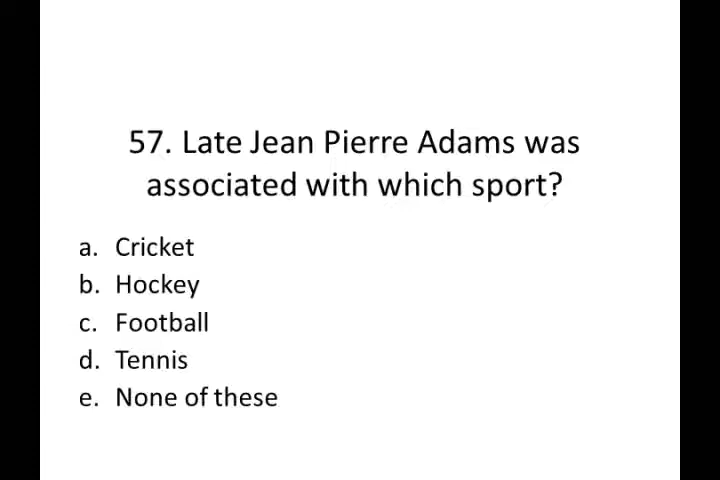 57. Late Jean Pierre Adams was
associated with which sport?
a. Cricket
b. Hockey
c. Football
d. Tennis
e. None of these